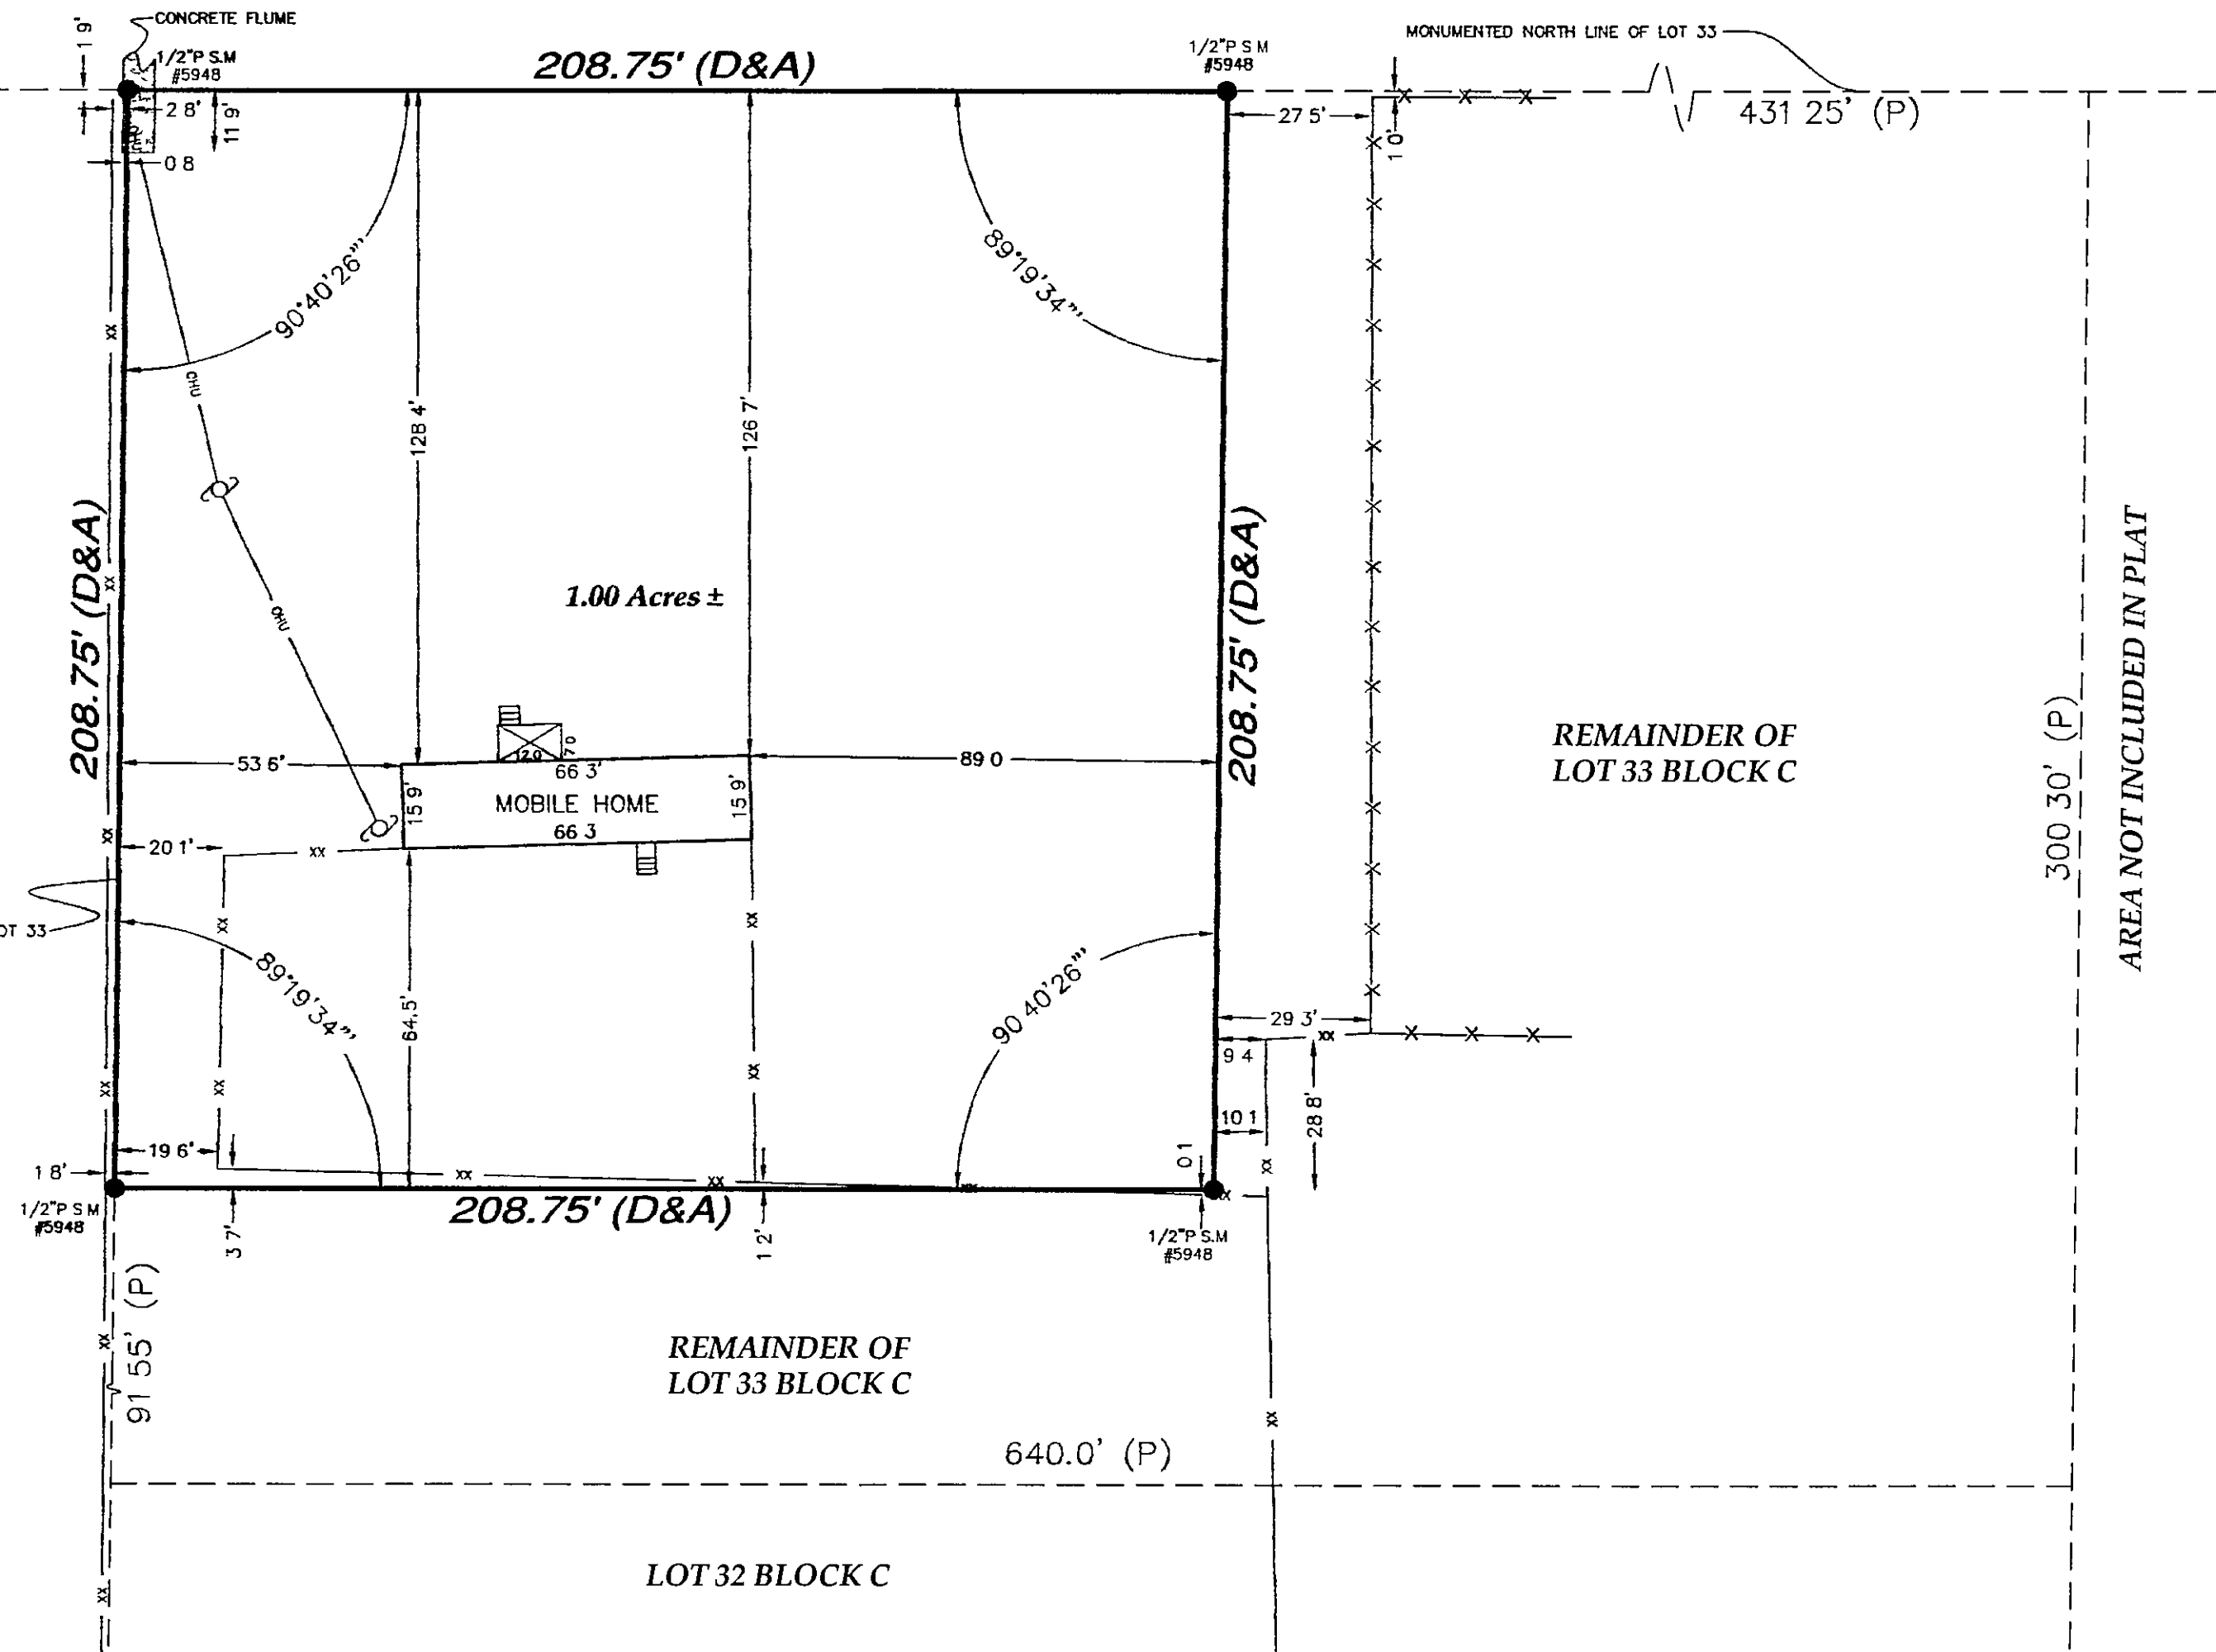 CONCRETE FLUME
1 9'
1/2"P S.M
#5948
208.75' (D&A)
1/2"P S M
#5948
MONUMENTED NORTH LINE OF LOT 33
431 25' (P)
2 8'
11 9'
0 8
27 5'
1 0'
90°40'26"'
89°19'34"'
OHU
128 4'
126 7'
208.75' (D&A)
OHU
1.00 Acres ±
208.75' (D&A)
AREA NOT INCLUDED IN PLAT
300 30' (P)
REMAINDER OF
LOT 33 BLOCK C
53 6'
12 0
7 0
66 3'
89 0
15 9'
MOBILE HOME
15 9'
66 3
20 1'
XX
OT 33
89°19'34"'
64.5'
90 40'26"'
29 3'
XX
9 4
10 1
28 8'
0 1
19 6'
1 8'
XX
XX
XX
1/2"P S M
#5948
208.75' (D&A)
3 7'
1 2'
1/2"P S.M
#5948
91 55' (P)
REMAINDER OF
LOT 33 BLOCK C
640.0' (P)
LOT 32 BLOCK C